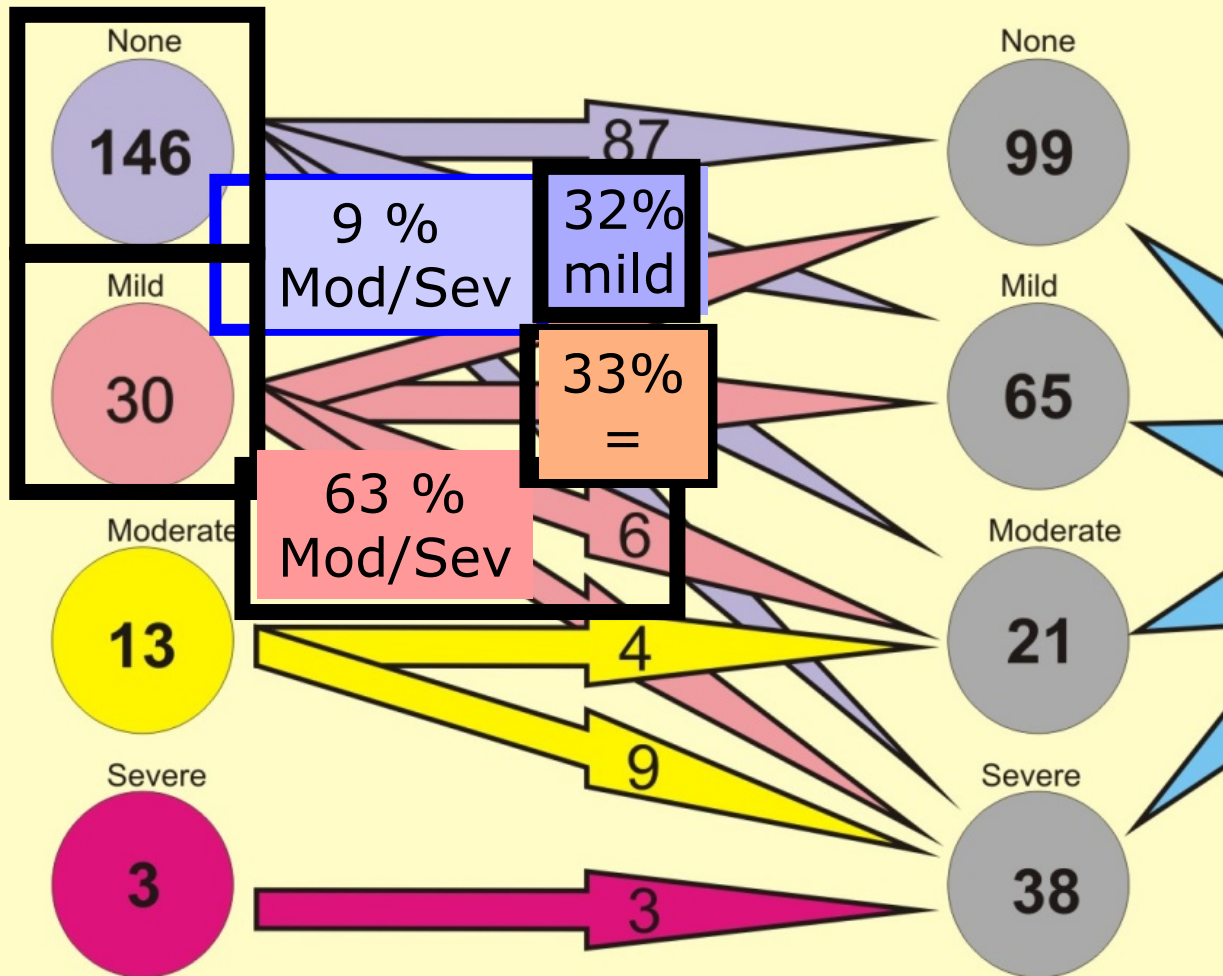 None
None
146
87
99
9 %
Mod/Sev
32%
mild
Mild
Mild
30
33%
=
65
63 %
Mod/Sev
6
Moderate
Moderate
13
4
21
9
Severe
Severe
3
3
38